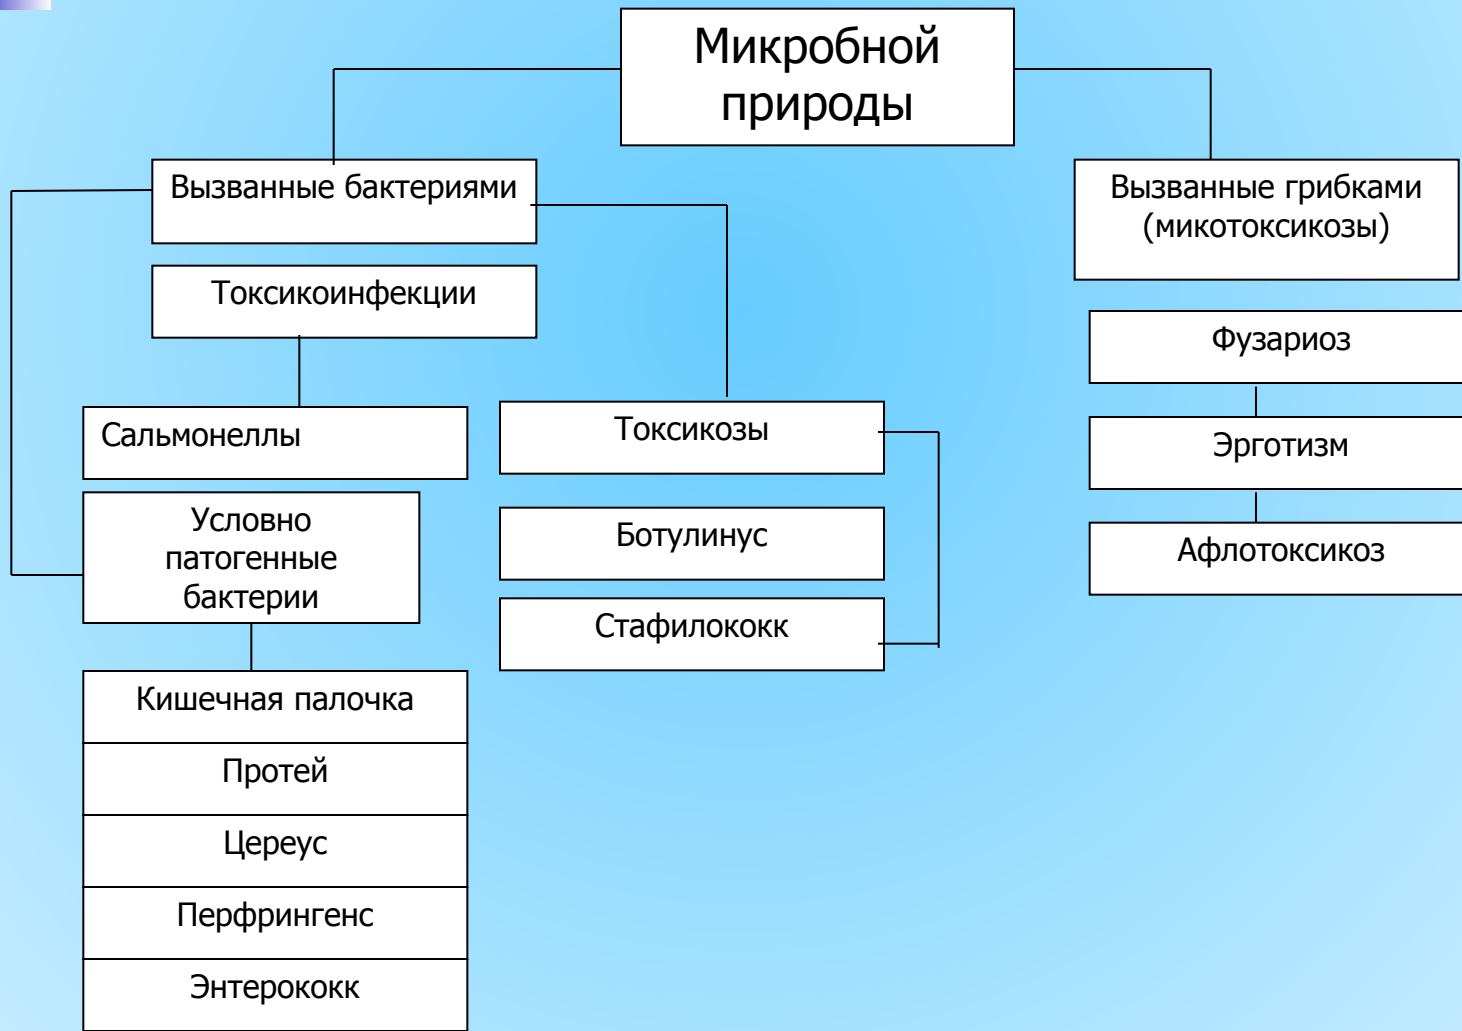 Микробной
природы
Вызванные бактериями
Токсикоинфекции
Сальмонеллы
Условно
патогенные
бактерии
Кишечная палочка
Протей
Цереус
Перфрингенс
Энтерококк
Токсикозы
Ботулинус
Стафилококк
Вызванные грибками
(микотоксикозы)
Фузариоз
Эрготизм
Афлотоксикоз